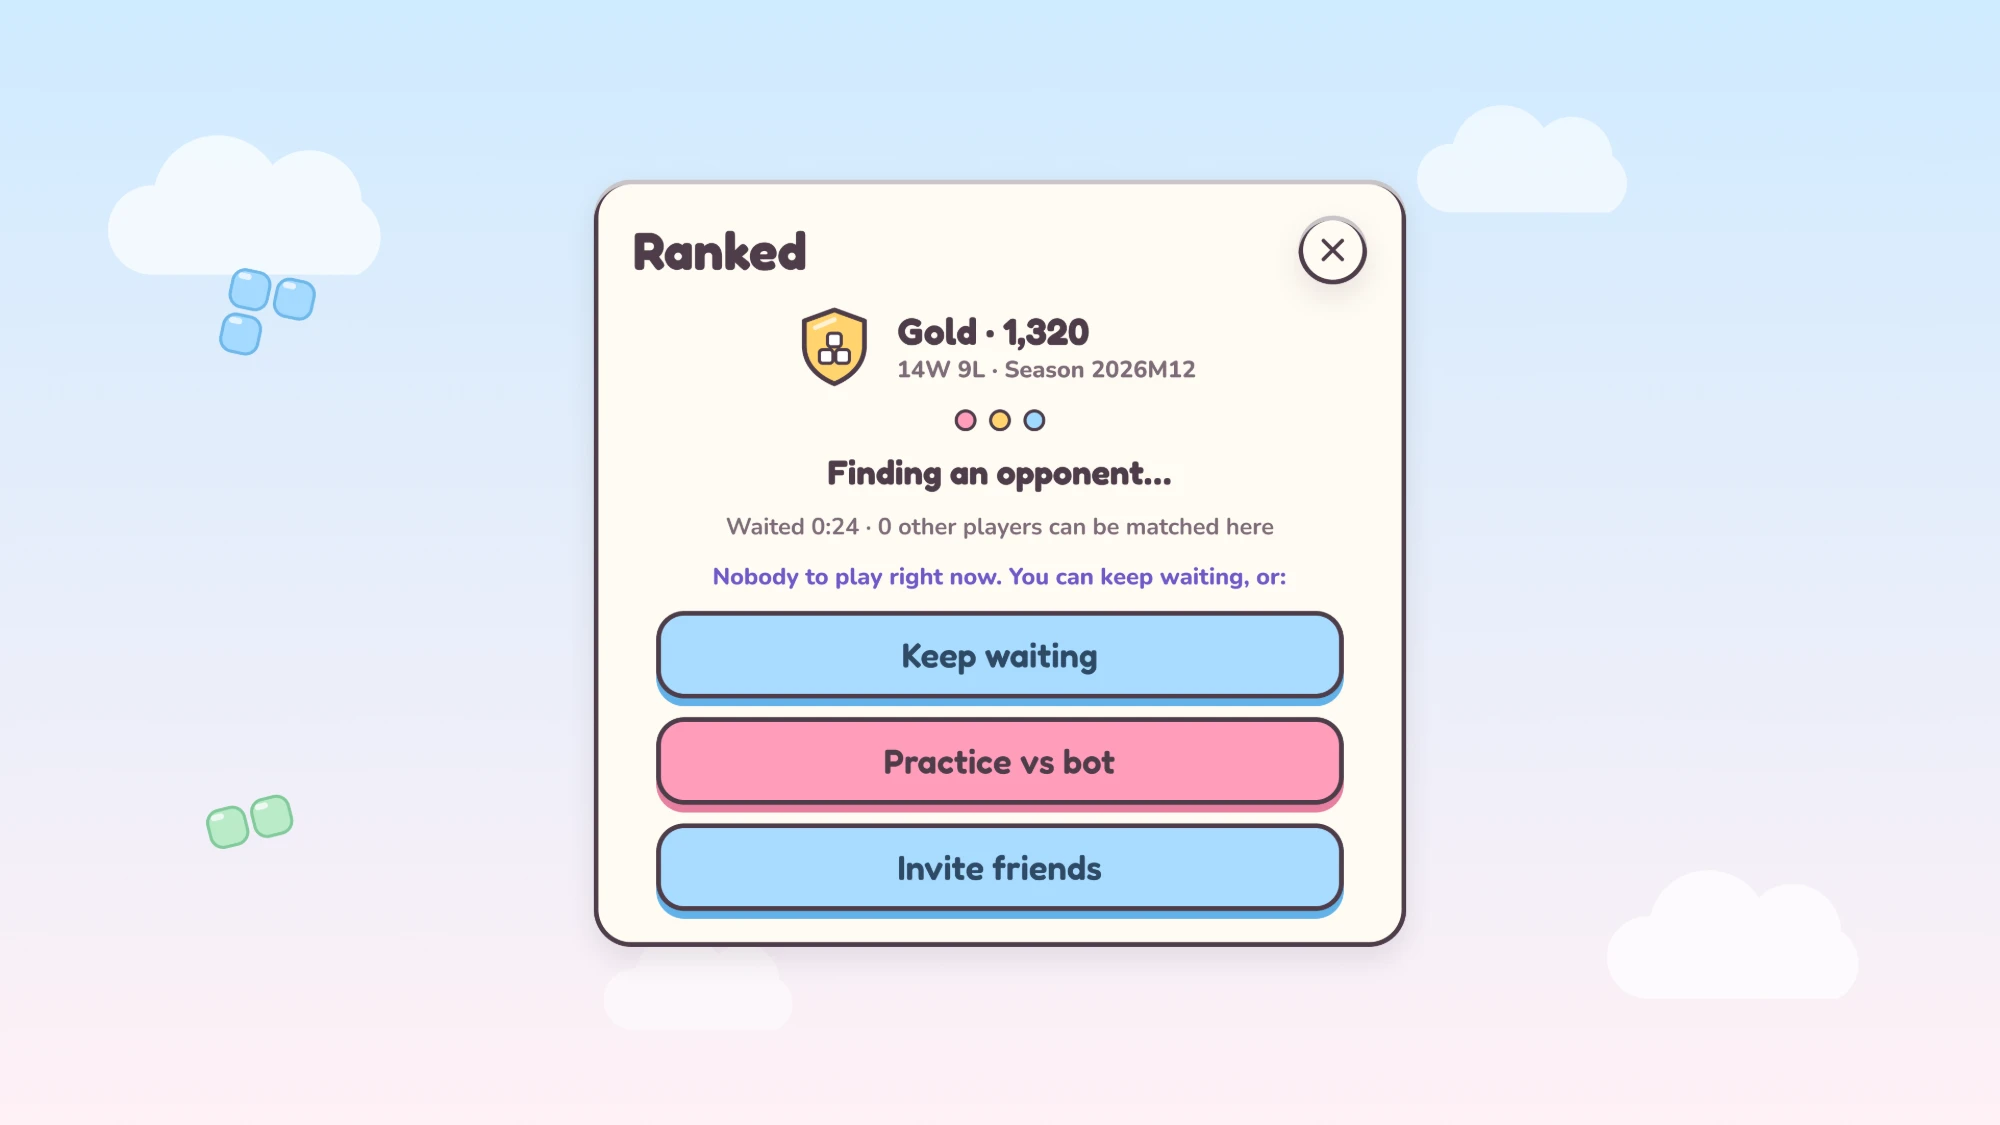 Ranked
Gold · 1,320
14W 9L · Season 2026M12
Finding an opponent...
Waited 0:24 · 0 other players can be matched here
Nobody to play right now. You can keep waiting, or:
Keep waiting
Practice vs bot
Invite friends